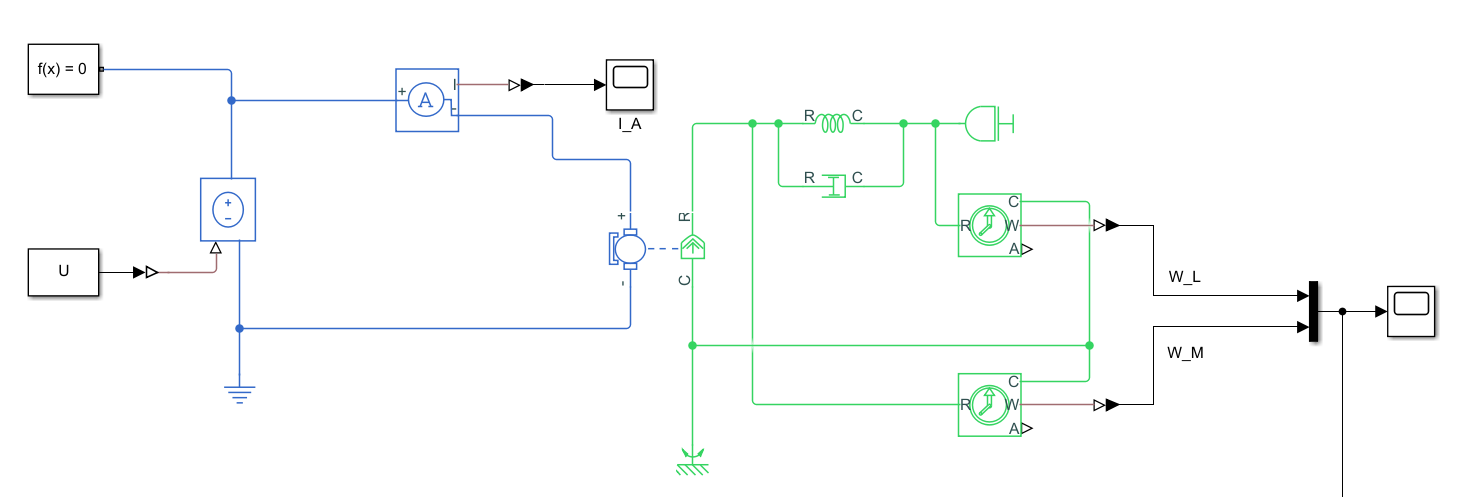 f(x) = 0
+
A
I
-
I_A
R
C
R
C
+
-
U
+
-
R
C
R
C
W
A
W_L
W_M
R
C
W
A